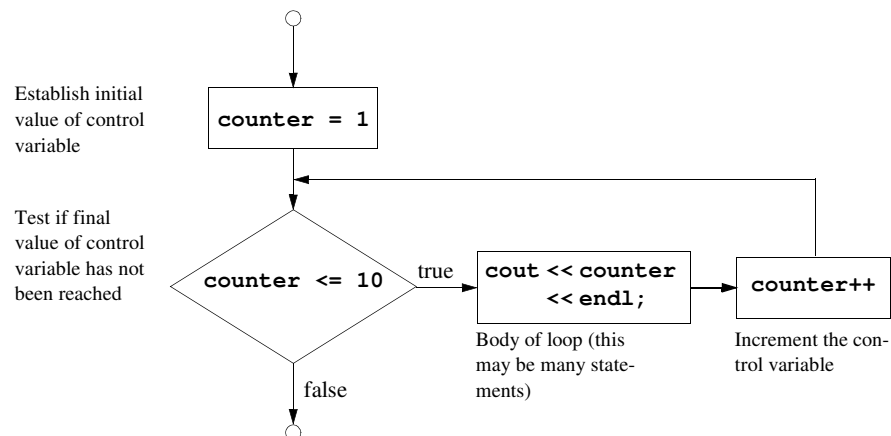 Establish initial
value of control
variable
counter = 1
Test if final
value of control
variable has not
been reached
counter <= 10
true
cout << counter
<< endl;
counter++
Body of loop (this
may be many state-
ments)
Increment the con-
trol variable
false